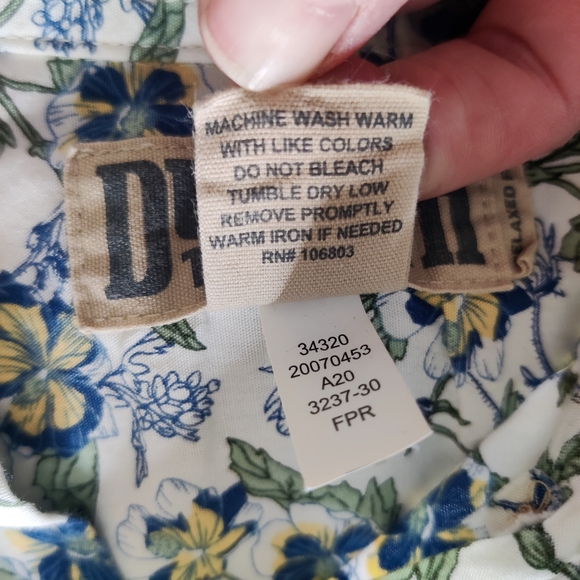 MACHINE WASH WARM
WITH LIKE COLORS
DO NOT BLEACH
TUMBLE DRY LOW
REMOVE PROMPTLY
WARM IRON IF NEEDED
RN# 106803
34320
20070453
A20
3237-30
FPR